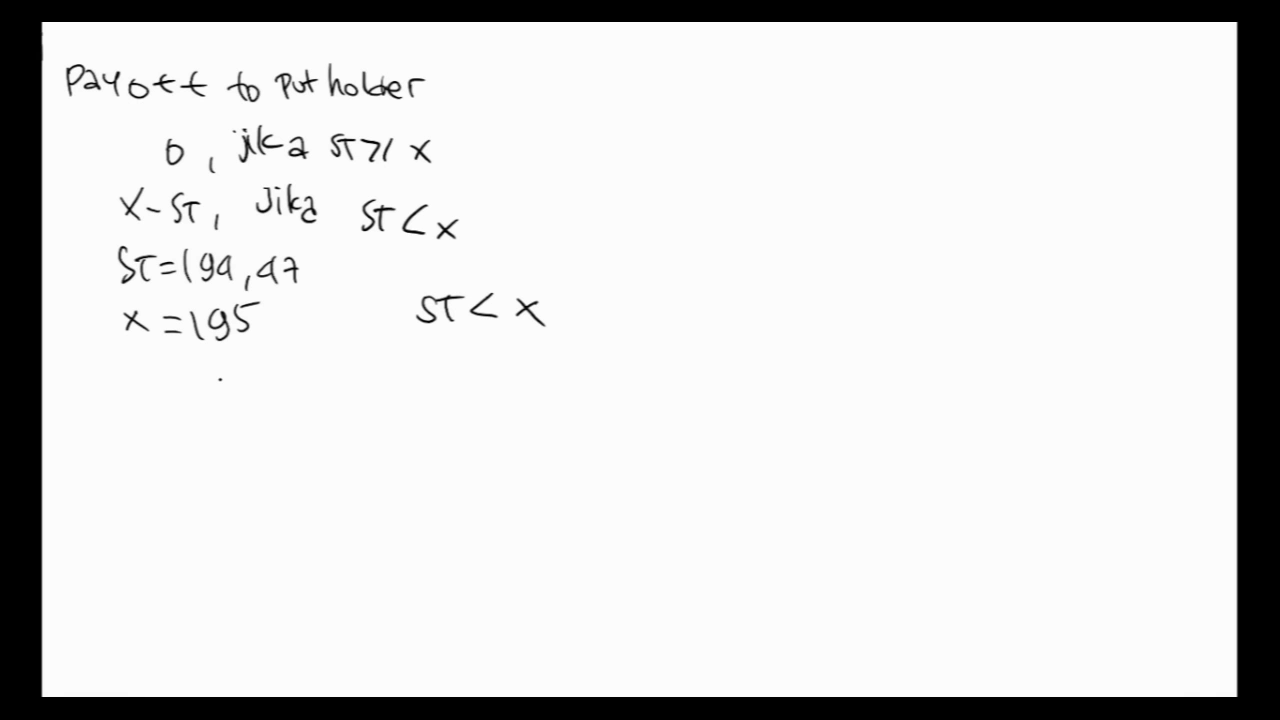 Payoff to Put holder
0, jika ST ≥ x
X - ST, Jika ST < x
ST = 194,47
x = 195 ST < x